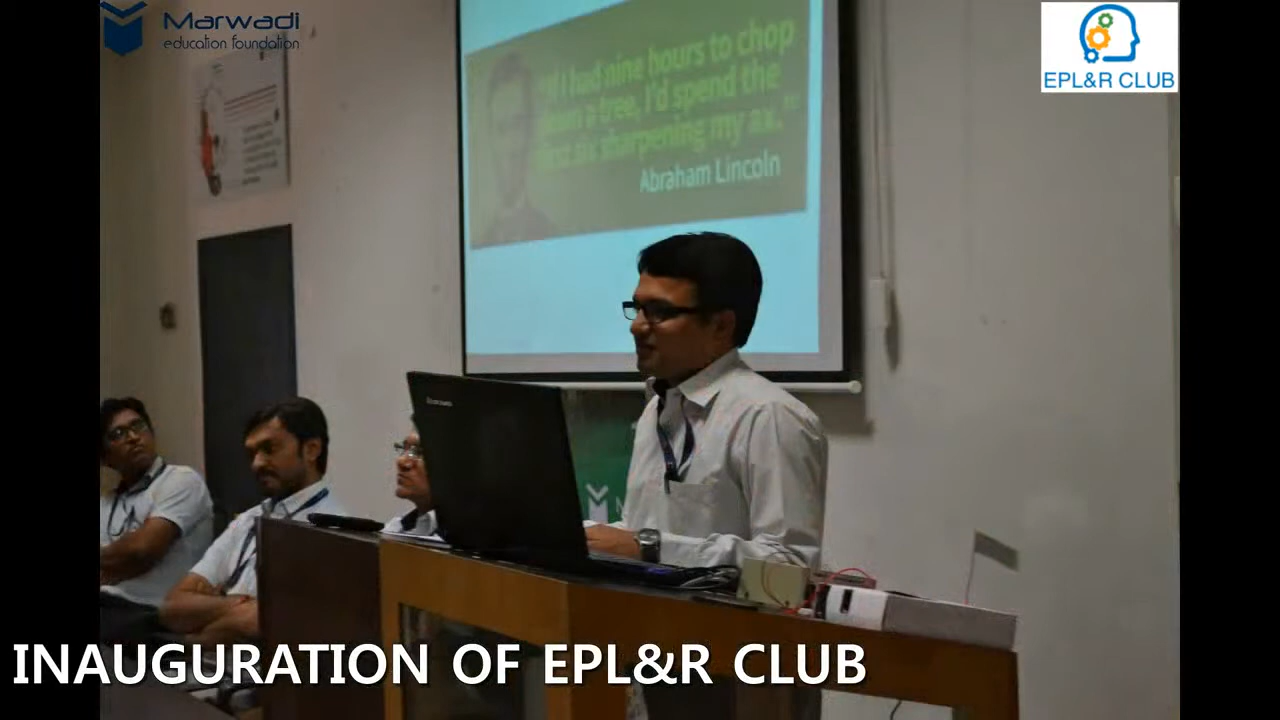 Marwadi
education foundation
EPL&R CLUB
"If I had nine hours to chop
down a tree, I'd spend the
first six sharpening my ax."
Abraham Lincoln
Lenovo
INAUGURATION OF EPL&R CLUB